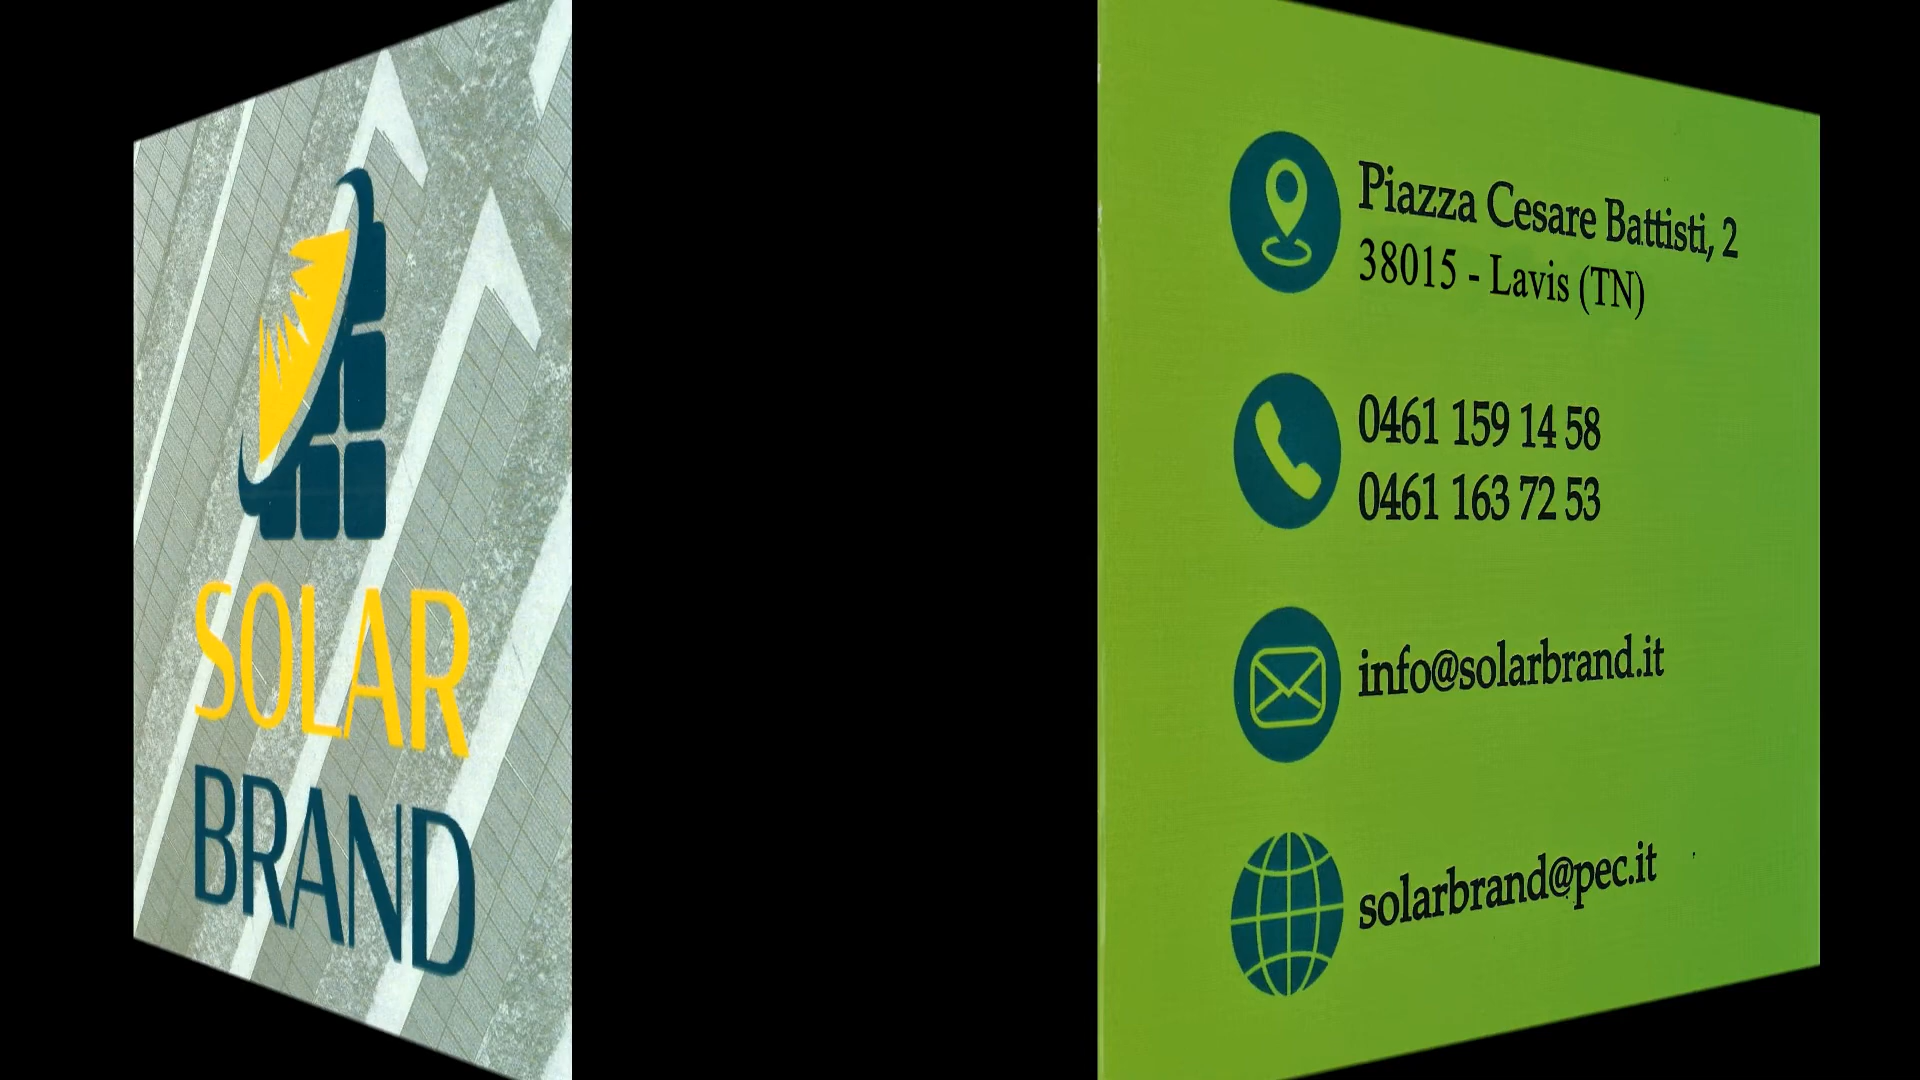 SOLAR
BRAND
Piazza Cesare Battisti, 2
38015 - Lavis (TN)
0461 159 14 58
0461 163 72 53
info@solarbrand.it
solarbrand@pec.it